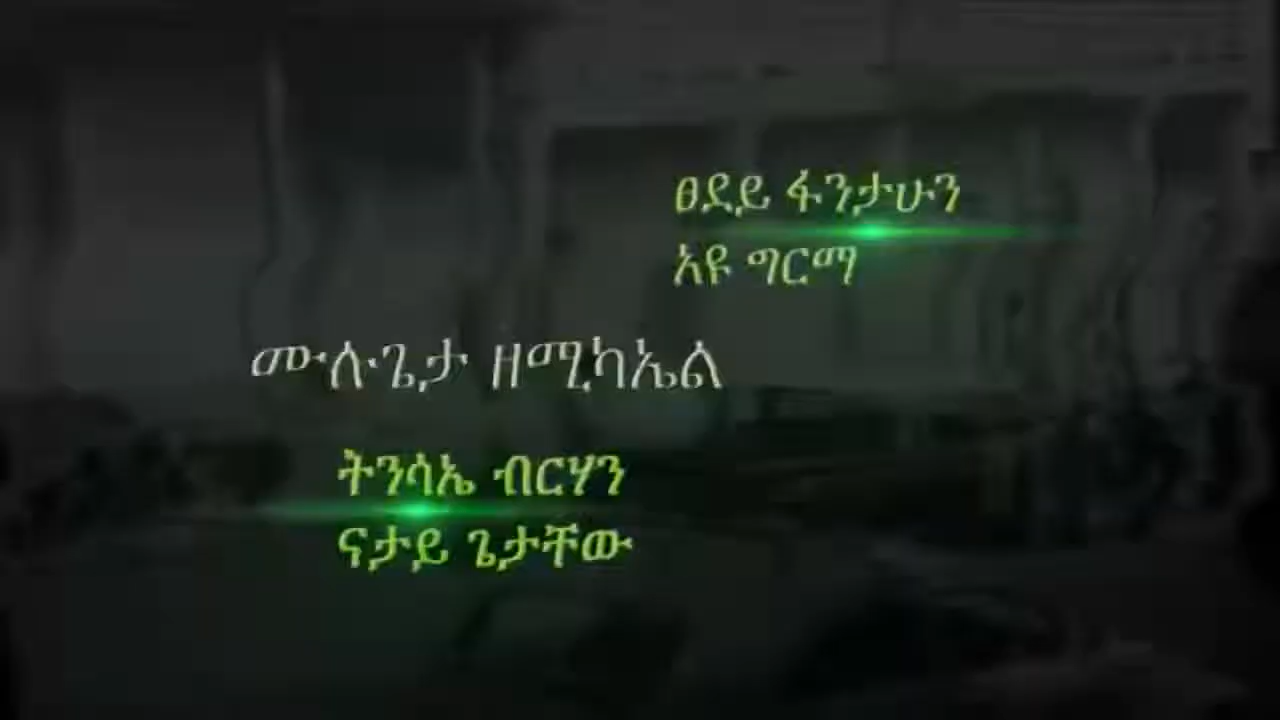 ፀደይ ፋንታሁን
አዩ ግርማ
ሙሉጌታ ዘሚካኤል
ትንሳኤ ብርሃን
ናታይ ጌታቸው